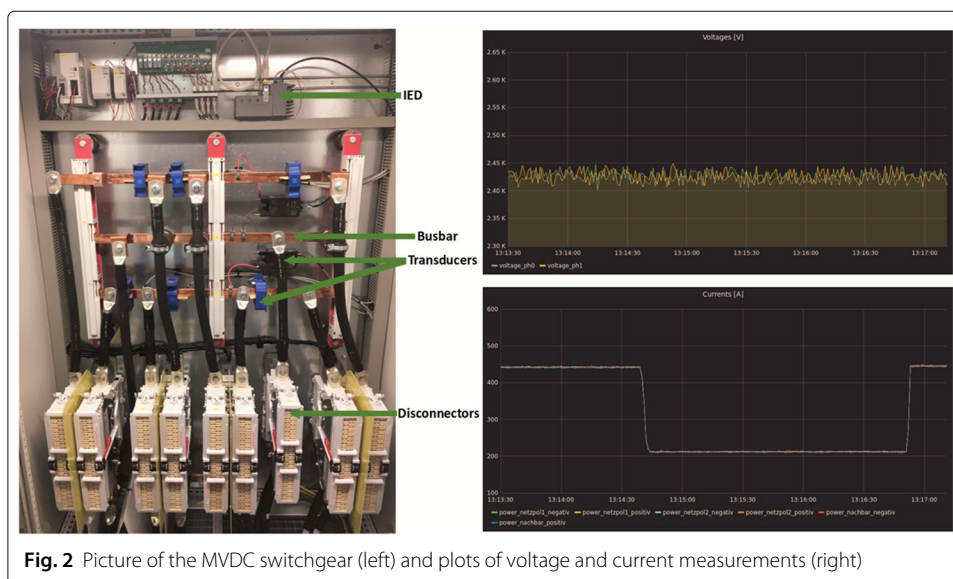 IED
Busbar
Transducers
Disconnectors
Voltages [V]
2.65 K
2.60 K
2.55 K
2.50 K
2.45 K
2.40 K
2.35 K
2.30 K
13:13:30 13:14:00 13:14:30 13:15:00 13:15:30 13:16:00 13:16:30 13:17:00
voltage_ph0 voltage_ph1
Currents [A]
600
500
400
300
200
100
13:13:30 13:14:00 13:14:30 13:15:00 13:15:30 13:16:00 13:16:30 13:17:00
power_netzpol1_negativ power_netzpol1_positiv power_netzpol2_negativ power_netzpol2_positiv power_nachbar_negativ
power_nachbar_positiv
Fig. 2 Picture of the MVDC switchgear (left) and plots of voltage and current measurements (right)